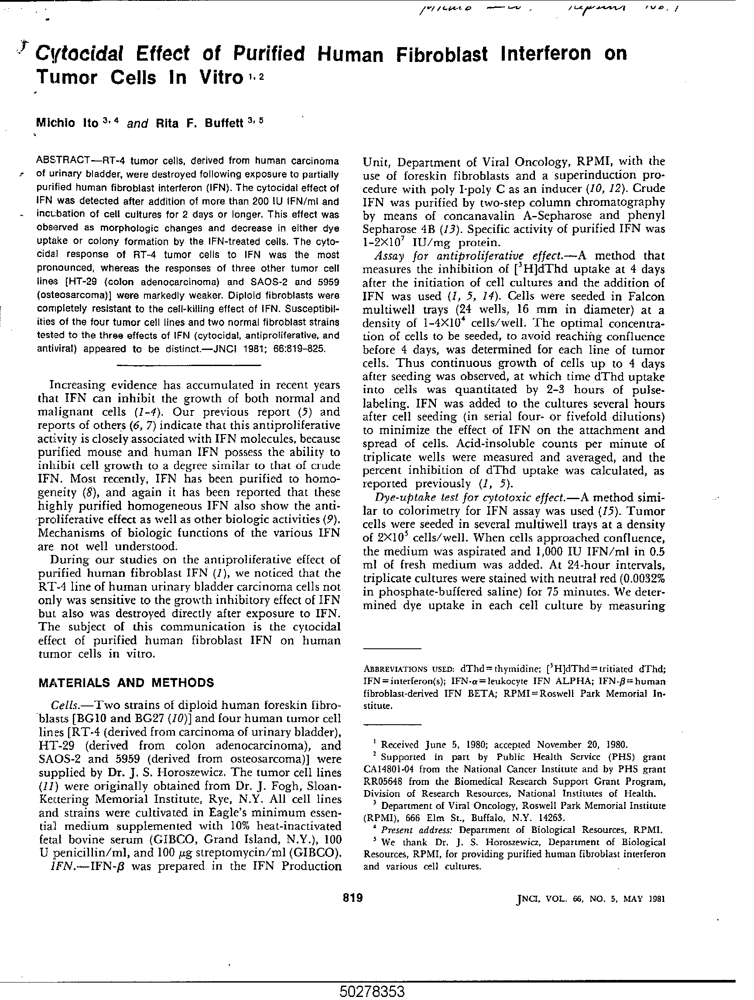 Cytocidal Effect of Purified Human Fibroblast Interferon on
Tumor Cells In Vitro 1, 2
Michio Ito 3, 4 and Rita F. Buffett 3, 5
ABSTRACT—RT-4 tumor cells, derived from human carcinoma
of urinary bladder, were destroyed following exposure to partially
purified human fibroblast interferon (IFN). The cytocidal effect of
IFN was detected after addition of more than 200 IU IFN/ml and
incubation of cell cultures for 2 days or longer. This effect was
observed as morphologic changes and decrease in either dye
uptake or colony formation by the IFN-treated cells. The cyto-
cidal response of RT-4 tumor cells to IFN was the most
pronounced, whereas the responses of three other tumor cell
lines [HT-29 (colon adenocarcinoma) and SAOS-2 and 5959
(osteosarcoma)] were markedly weaker. Diploid fibroblasts were
completely resistant to the cell-killing effect of IFN. Susceptibil-
ities of the four tumor cell lines and two normal fibroblast strains
tested to the three effects of IFN (cytocidal, antiproliferative, and
antiviral) appeared to be distinct.—JNCI 1981; 66:819–825.
Increasing evidence has accumulated in recent years
that IFN can inhibit the growth of both normal and
malignant cells (1-4). Our previous report (5) and
reports of others (6, 7) indicate that this antiproliferative
activity is closely associated with IFN molecules, because
purified mouse and human IFN possess the ability to
inhibit cell growth to a degree similar to that of crude
IFN. Most recently, IFN has been purified to homo-
geneity (8), and again it has been reported that these
highly purified homogeneous IFN also show the anti-
proliferative effect as well as other biologic activities (9).
Mechanisms of biologic functions of the various IFN
are not well understood.
During our studies on the antiproliferative effect of
purified human fibroblast IFN (1), we noticed that the
RT-4 line of human urinary bladder carcinoma cells not
only was sensitive to the growth inhibitory effect of IFN
but also was destroyed directly after exposure to IFN.
The subject of this communication is the cytocidal
effect of purified human fibroblast IFN on human
tumor cells in vitro.
MATERIALS AND METHODS
Cells.—Two strains of diploid human foreskin fibro-
blasts [BG10 and BG27 (10)] and four human tumor cell
lines [RT-4 (derived from carcinoma of urinary bladder),
HT-29 (derived from colon adenocarcinoma), and
SAOS-2 and 5959 (derived from osteosarcoma)] were
supplied by Dr. J. S. Horoszewicz. The tumor cell lines
(11) were originally obtained from Dr. J. Fogh, Sloan-
Kettering Memorial Institute, Rye, N.Y. All cell lines
and strains were cultivated in Eagle's minimum essen-
tial medium supplemented with 10% heat-inactivated
fetal bovine serum (GIBCO, Grand Island, N.Y.), 100
U penicillin/ml, and 100 µg streptomycin/ml (GIBCO).
IFN.—IFN-β was prepared in the IFN Production
Unit, Department of Viral Oncology, RPMI, with the
use of foreskin fibroblasts and a superinduction pro-
cedure with poly I·poly C as an inducer (10, 12). Crude
IFN was purified by two-step column chromatography
by means of concanavalin A-Sepharose and phenyl
Sepharose 4B (13). Specific activity of purified IFN was
1-2×10⁷ IU/mg protein.
Assay for antiproliferative effect.—A method that
measures the inhibition of [³H]dThd uptake at 4 days
after the initiation of cell cultures and the addition of
IFN was used (1, 5, 14). Cells were seeded in Falcon
multiwell trays (24 wells, 16 mm in diameter) at a
density of 1-4×10⁴ cells/well. The optimal concentra-
tion of cells to be seeded, to avoid reaching confluence
before 4 days, was determined for each line of tumor
cells. Thus continuous growth of cells up to 4 days
after seeding was observed, at which time dThd uptake
into cells was quantitated by 2-3 hours of pulse-
labeling. IFN was added to the cultures several hours
after cell seeding (in serial four- or fivefold dilutions)
to minimize the effect of IFN on the attachment and
spread of cells. Acid-insoluble counts per minute of
triplicate wells were measured and averaged, and the
percent inhibition of dThd uptake was calculated, as
reported previously (1, 5).
Dye-uptake test for cytotoxic effect.—A method simi-
lar to colorimetry for IFN assay was used (15). Tumor
cells were seeded in several multiwell trays at a density
of 2×10⁵ cells/well. When cells approached confluence,
the medium was aspirated and 1,000 IU IFN/ml in 0.5
ml of fresh medium was added. At 24-hour intervals,
triplicate cultures were stained with neutral red (0.0032%
in phosphate-buffered saline) for 75 minutes. We deter-
mined dye uptake in each cell culture by measuring
ABBREVIATIONS USED: dThd=thymidine; [³H]dThd=tritiated dThd;
IFN=interferon(s); IFN-α=leukocyte IFN ALPHA; IFN-β=human
fibroblast-derived IFN BETA; RPMI=Roswell Park Memorial In-
stitute.
1 Received June 5, 1980; accepted November 20, 1980.
2 Supported in part by Public Health Service (PHS) grant
CA14801-04 from the National Cancer Institute and by PHS grant
RR05648 from the Biomedical Research Support Grant Program,
Division of Research Resources, National Institutes of Health.
3 Department of Viral Oncology, Roswell Park Memorial Institute
(RPMI), 666 Elm St., Buffalo, N.Y. 14263.
4 Present address: Department of Biological Resources, RPMI.
5 We thank Dr. J. S. Horoszewicz, Department of Biological
Resources, RPMI, for providing purified human fibroblast interferon
and various cell cultures.
819
JNCI, VOL. 66, NO. 5, MAY 1981
50278353